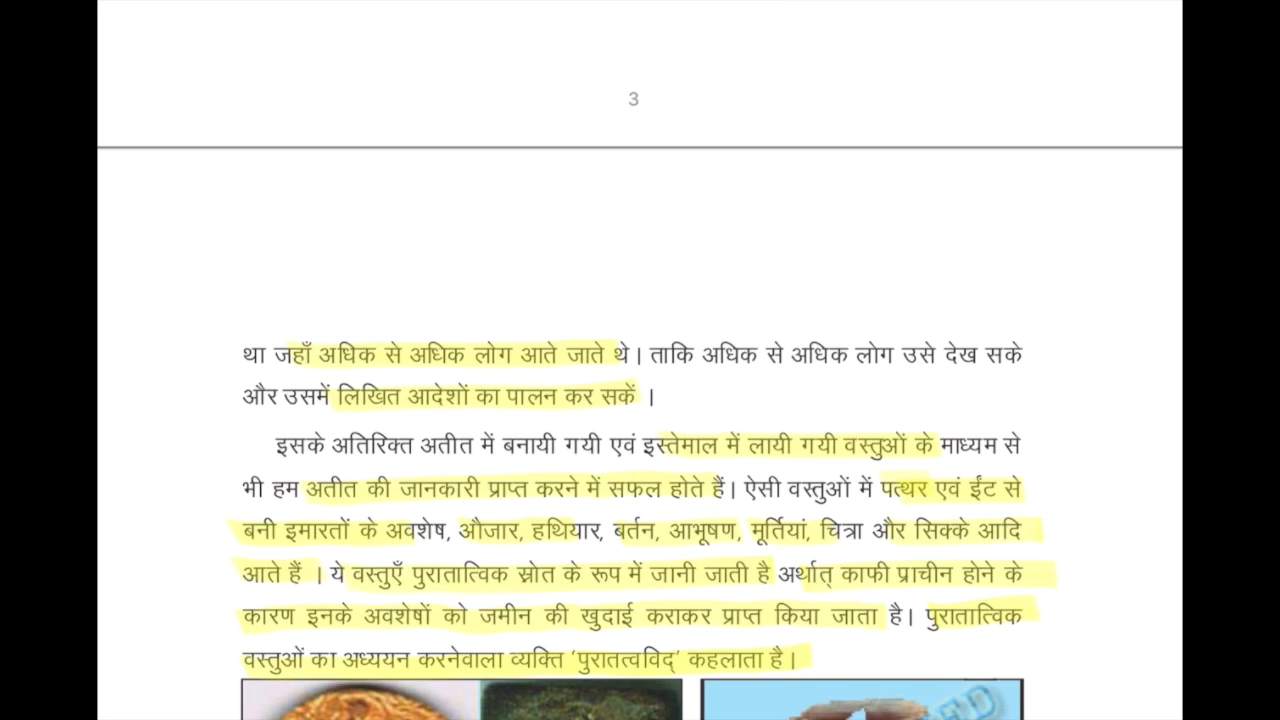 3
था जहाँ अधिक से अधिक लोग आते जाते थे। ताकि अधिक से अधिक लोग उसे देख सके
और उसमें लिखित आदेशों का पालन कर सकें ।
इसके अतिरिक्त अतीत में बनायी गयी एवं इस्तेमाल में लायी गयी वस्तुओं के माध्यम से
भी हम अतीत की जानकारी प्राप्त करने में सफल होते हैं। ऐसी वस्तुओं में पत्थर एवं ईंट से
बनी इमारतों के अवशेष, औजार, हथियार, बर्तन, आभूषण, मूर्तियां, चित्रा और सिक्के आदि
आते हैं । ये वस्तुएँ पुरातात्विक स्रोत के रूप में जानी जाती है अर्थात् काफी प्राचीन होने के
कारण इनके अवशेषों को जमीन की खुदाई कराकर प्राप्त किया जाता है। पुरातात्विक
वस्तुओं का अध्ययन करनेवाला व्यक्ति 'पुरातत्वविद्' कहलाता है।